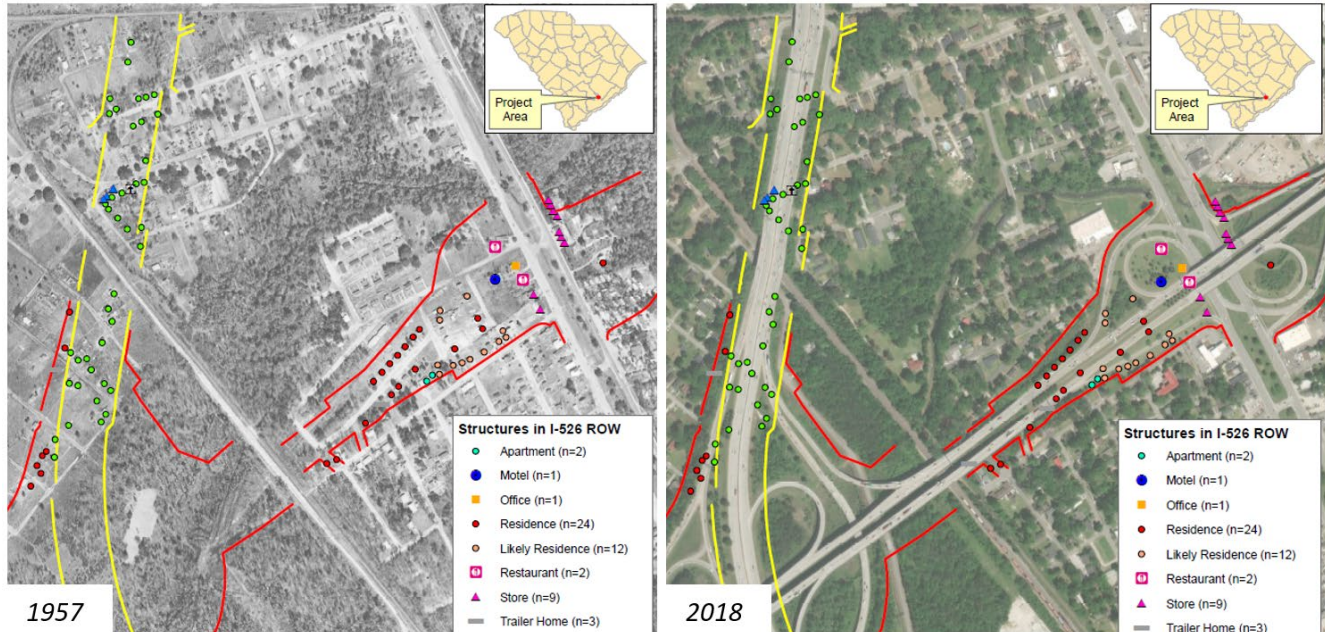 Project
Area
Structures in I-526 ROW
Apartment (n=2)
Motel (n=1)
Office (n=1)
Residence (n=24)
Likely Residence (n=12)
Restaurant (n=2)
Store (n=9)
Trailer Home (n=3)
1957
Project
Area
Structures in I-526 ROW
Apartment (n=2)
Motel (n=1)
Office (n=1)
Residence (n=24)
Likely Residence (n=12)
Restaurant (n=2)
Store (n=9)
Trailer Home (n=3)
2018